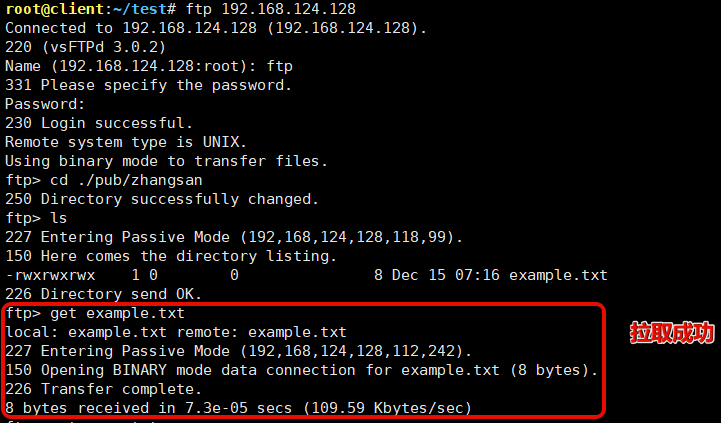 root@client:~/test# ftp 192.168.124.128
Connected to 192.168.124.128 (192.168.124.128).
220 (vsFTPd 3.0.2)
Name (192.168.124.128:root): ftp
331 Please specify the password.
Password:
230 Login successful.
Remote system type is UNIX.
Using binary mode to transfer files.
ftp> cd ./pub/zhangsan
250 Directory successfully changed.
ftp> ls
227 Entering Passive Mode (192,168,124,128,118,99).
150 Here comes the directory listing.
-rwxrwxrwx    1 0        0               8 Dec 15 07:16 example.txt
226 Directory send OK.
ftp> get example.txt
local: example.txt remote: example.txt
拉取成功
227 Entering Passive Mode (192,168,124,128,112,242).
150 Opening BINARY mode data connection for example.txt (8 bytes).
226 Transfer complete.
8 bytes received in 7.3e-05 secs (109.59 Kbytes/sec)